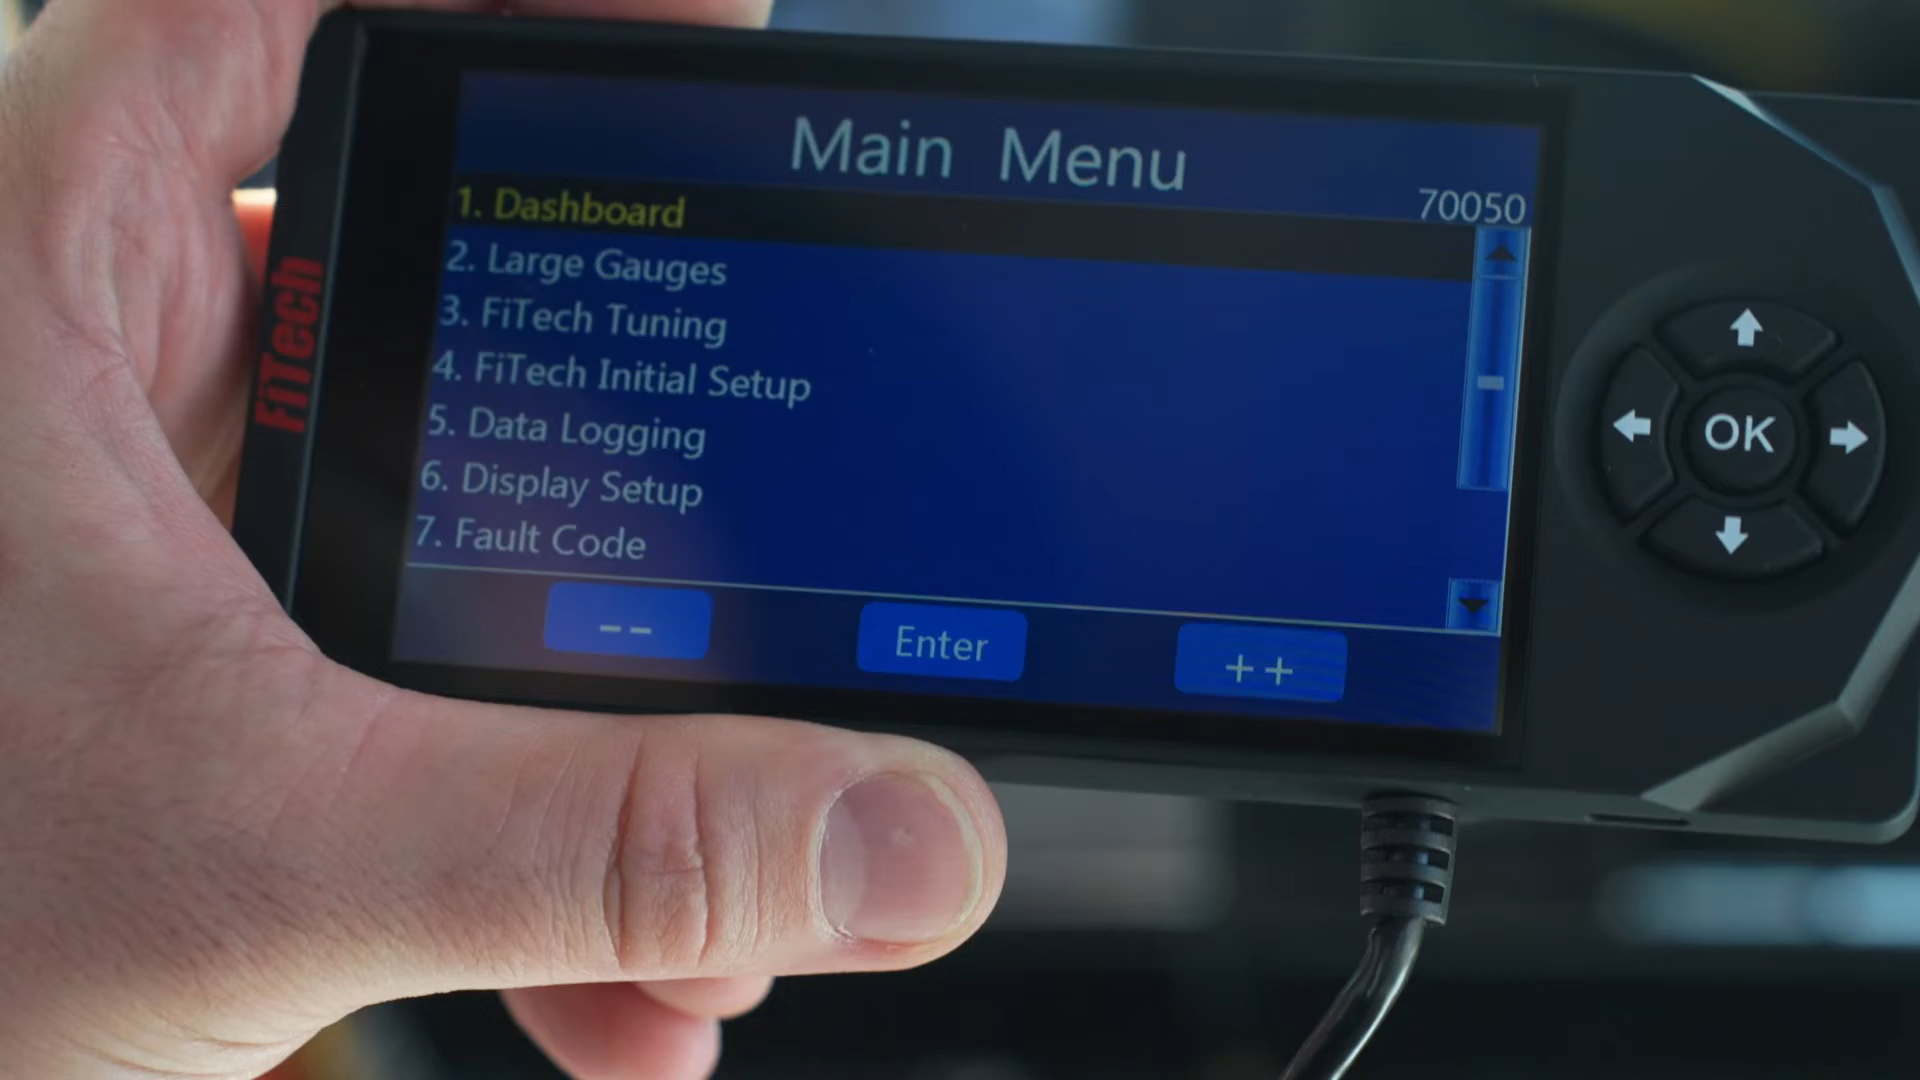 Main Menu
70050
1. Dashboard
2. Large Gauges
3. FiTech Tuning
4. FiTech Initial Setup
5. Data Logging
6. Display Setup
7. Fault Code
-- Enter ++
FiTech
OK